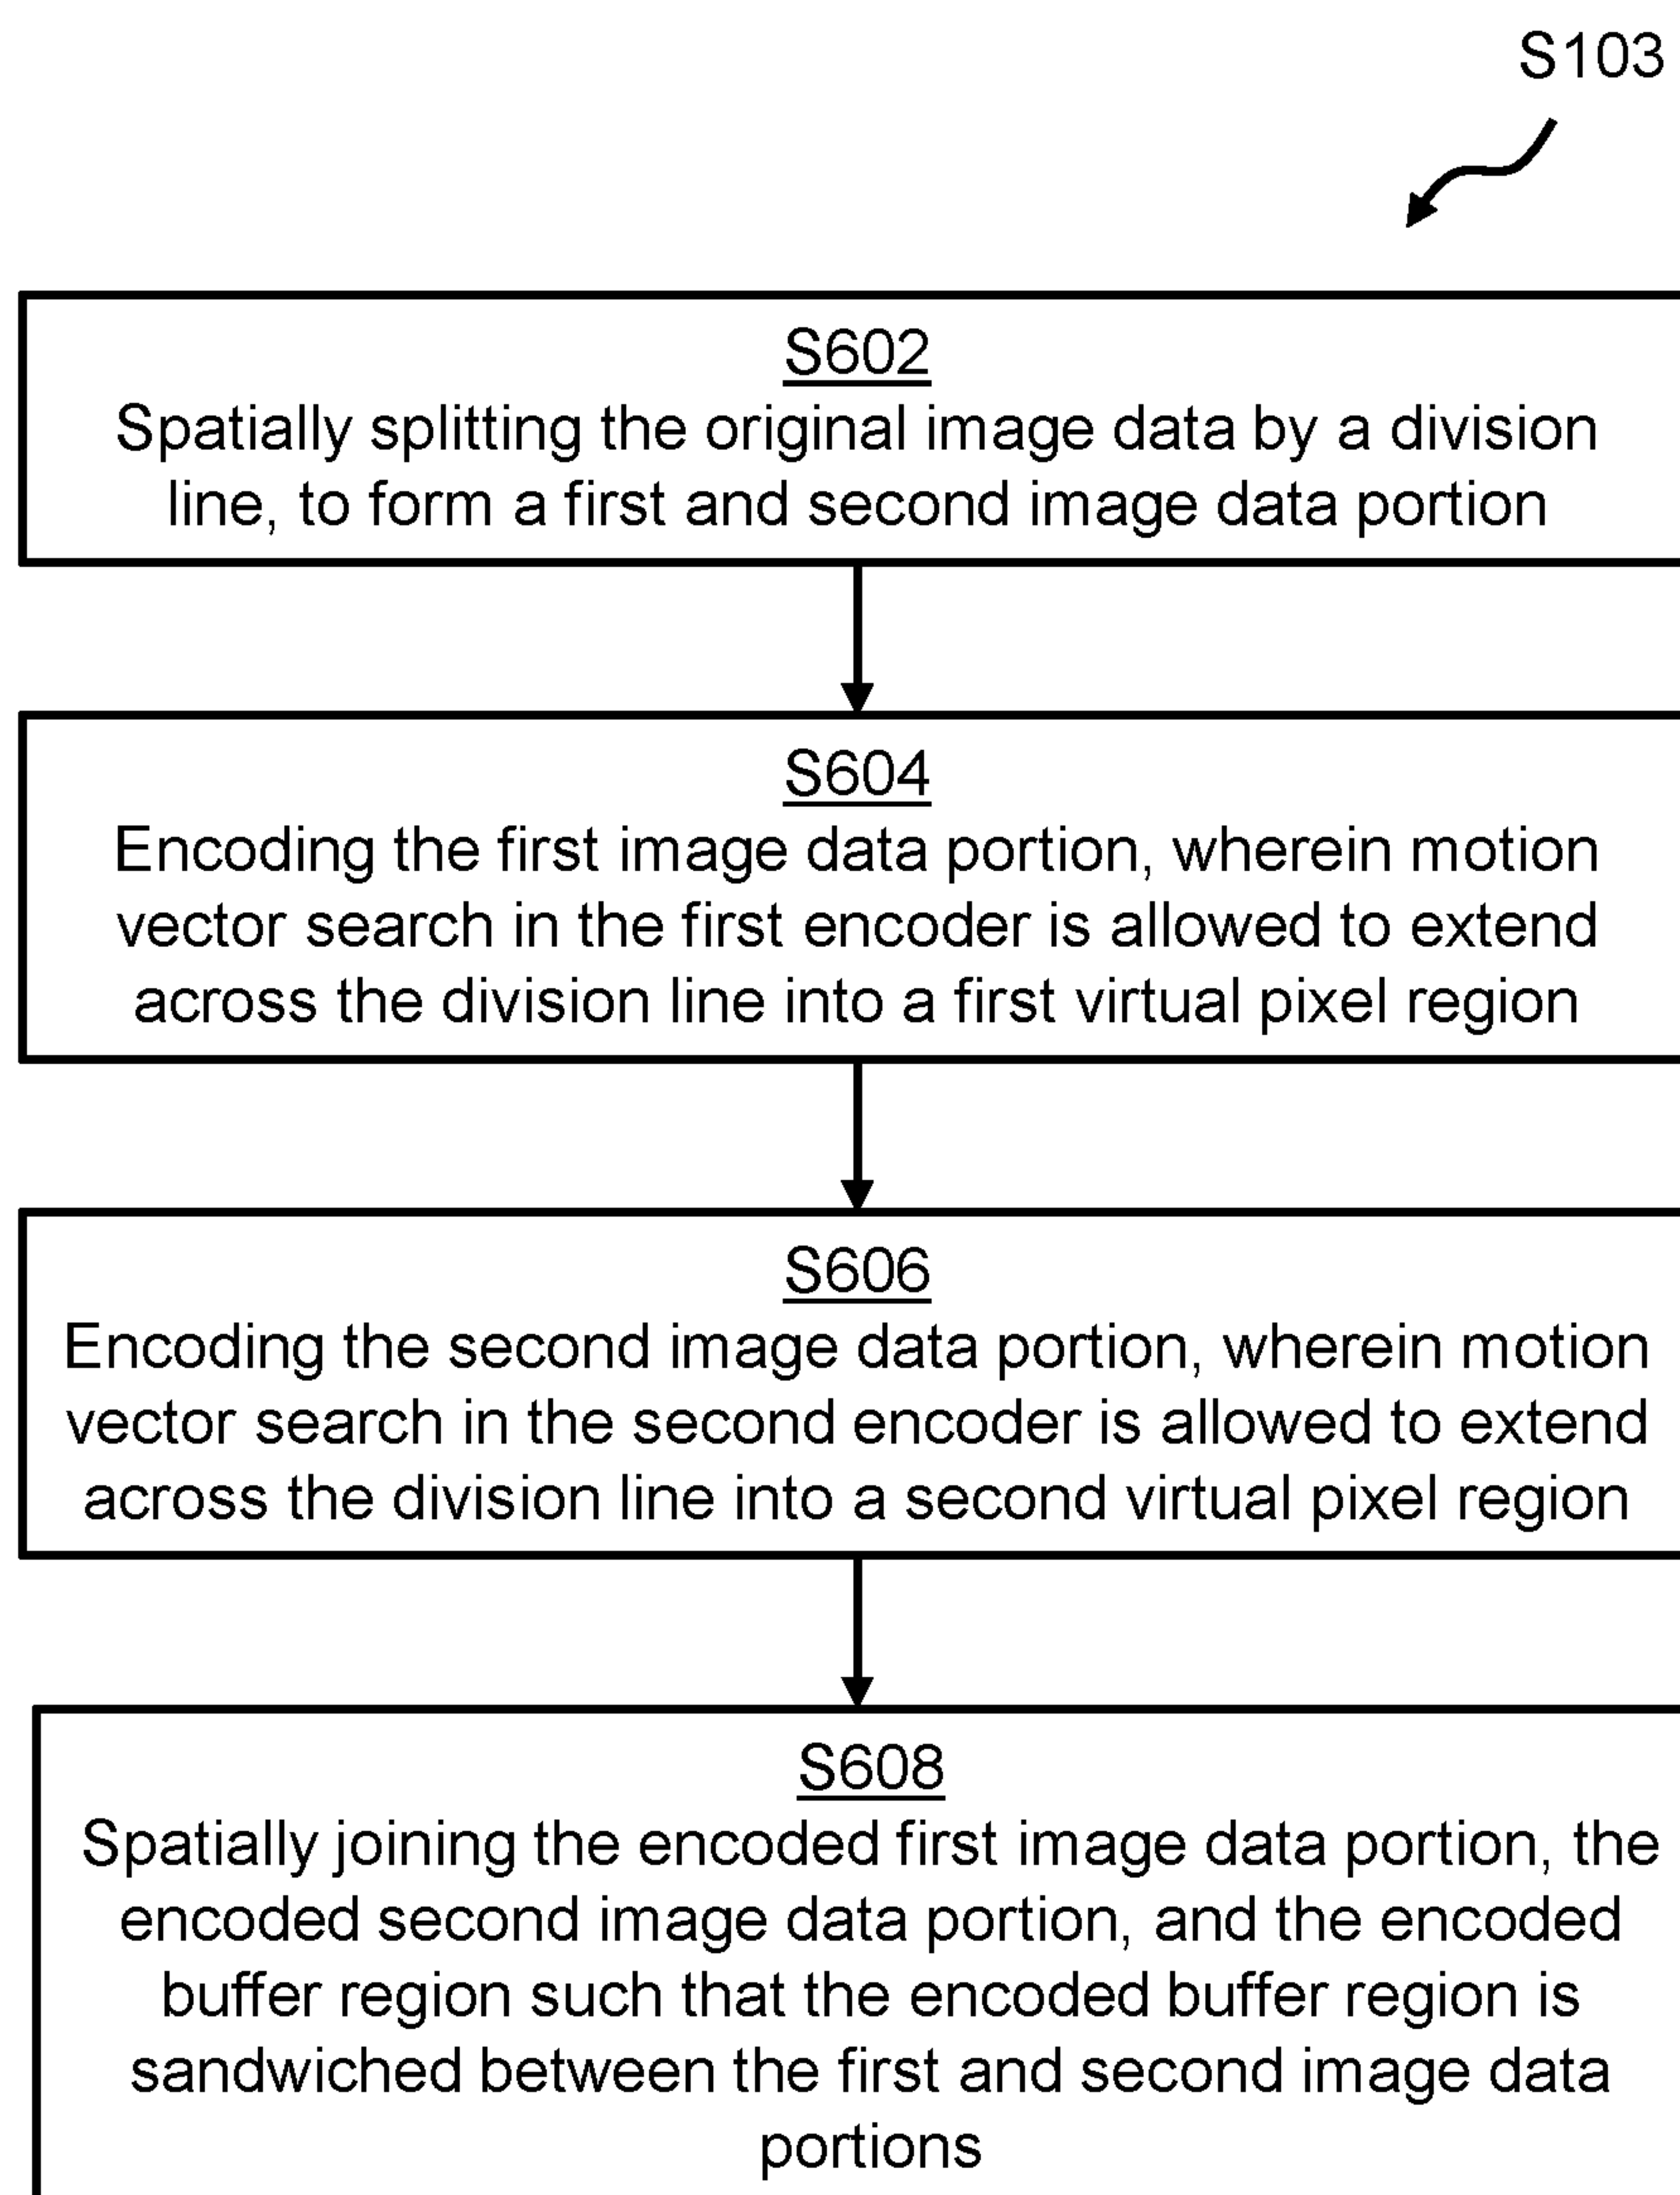 S103
S602
Spatially splitting the original image data by a division
line, to form a first and second image data portion
S604
Encoding the first image data portion, wherein motion
vector search in the first encoder is allowed to extend
across the division line into a first virtual pixel region
S606
Encoding the second image data portion, wherein motion
vector search in the second encoder is allowed to extend
across the division line into a second virtual pixel region
S608
Spatially joining the encoded first image data portion, the
encoded second image data portion, and the encoded
buffer region such that the encoded buffer region is
sandwiched between the first and second image data
portions